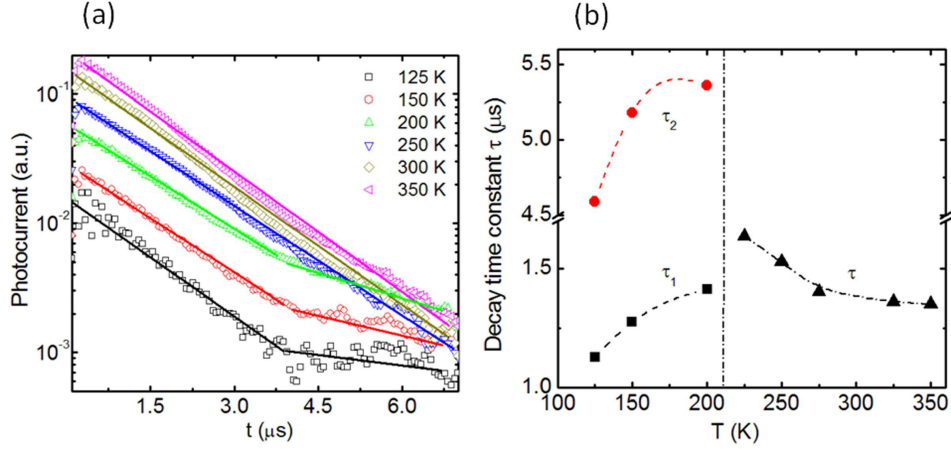 (a)
(b)
Photocurrent (a.u.)
10⁻¹
10⁻²
10⁻³
1.5 3.0 4.5 6.0
t (μs)
125 K
150 K
200 K
250 K
300 K
350 K
Decay time constant τ (μs)
5.5
5.0
4.5
1.5
1.0
τ₂
τ₁
τ
100 150 200 250 300 350
T (K)